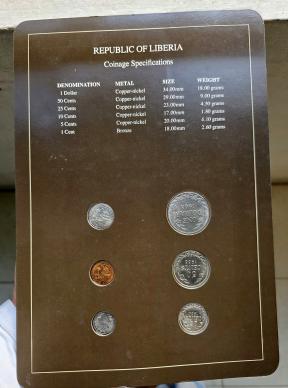 REPUBLIC OF LIBERIA
Coinage Specifications
DENOMINATION METAL SIZE WEIGHT
1 Dollar Copper-nickel 34.00mm 18.00 grams
50 Cents Copper-nickel 29.00mm 9.00 grams
25 Cents Copper-nickel 23.00mm 4.50 grams
10 Cents Copper-nickel 17.00mm 1.80 grams
5 Cents Copper-nickel 20.00mm 4.10 grams
1 Cent Bronze 18.00mm 2.60 grams